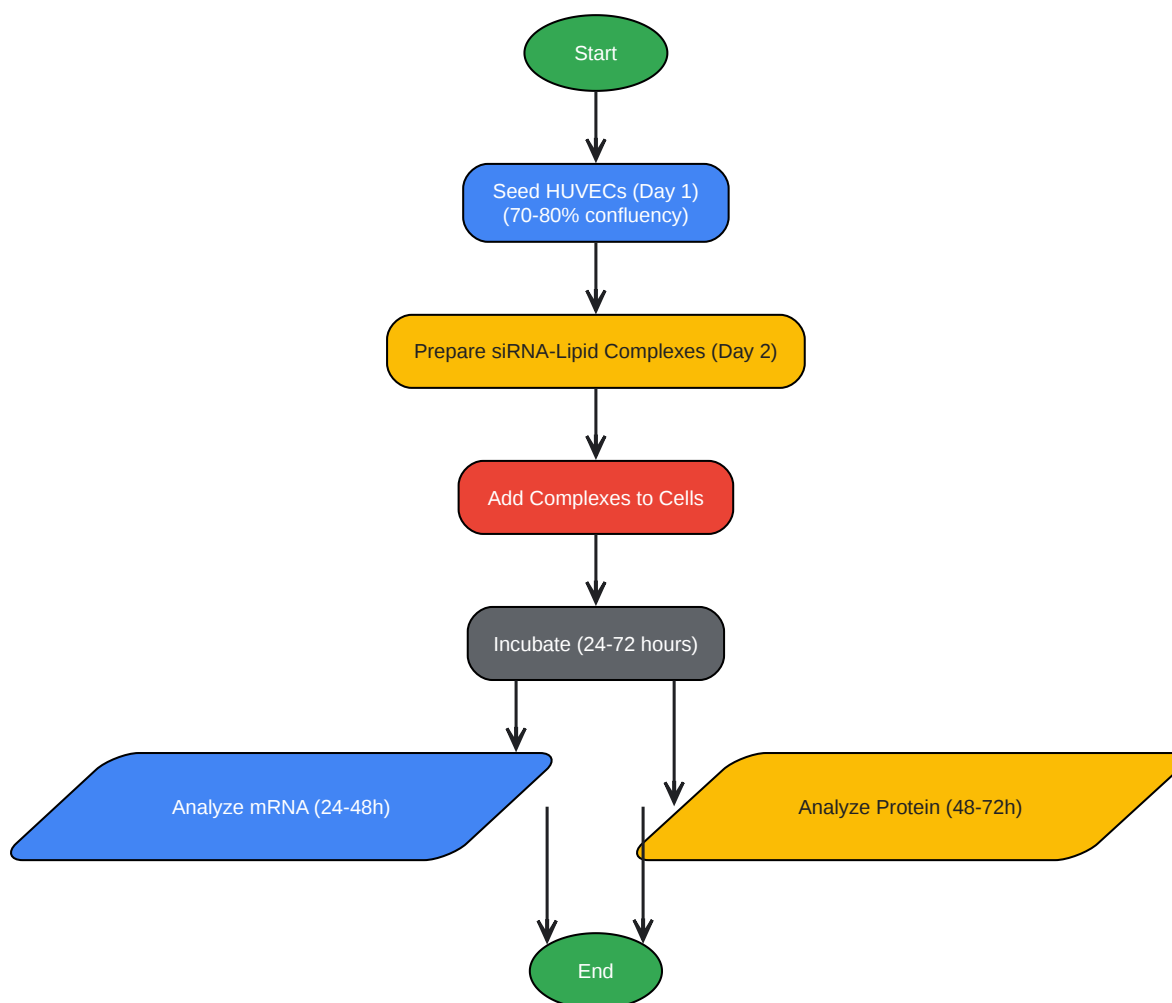 Start
Seed HUVECs (Day 1)
(70-80% confluency)
Prepare siRNA-Lipid Complexes (Day 2)
Add Complexes to Cells
Incubate (24-72 hours)
Analyze mRNA (24-48h)
Analyze Protein (48-72h)
End